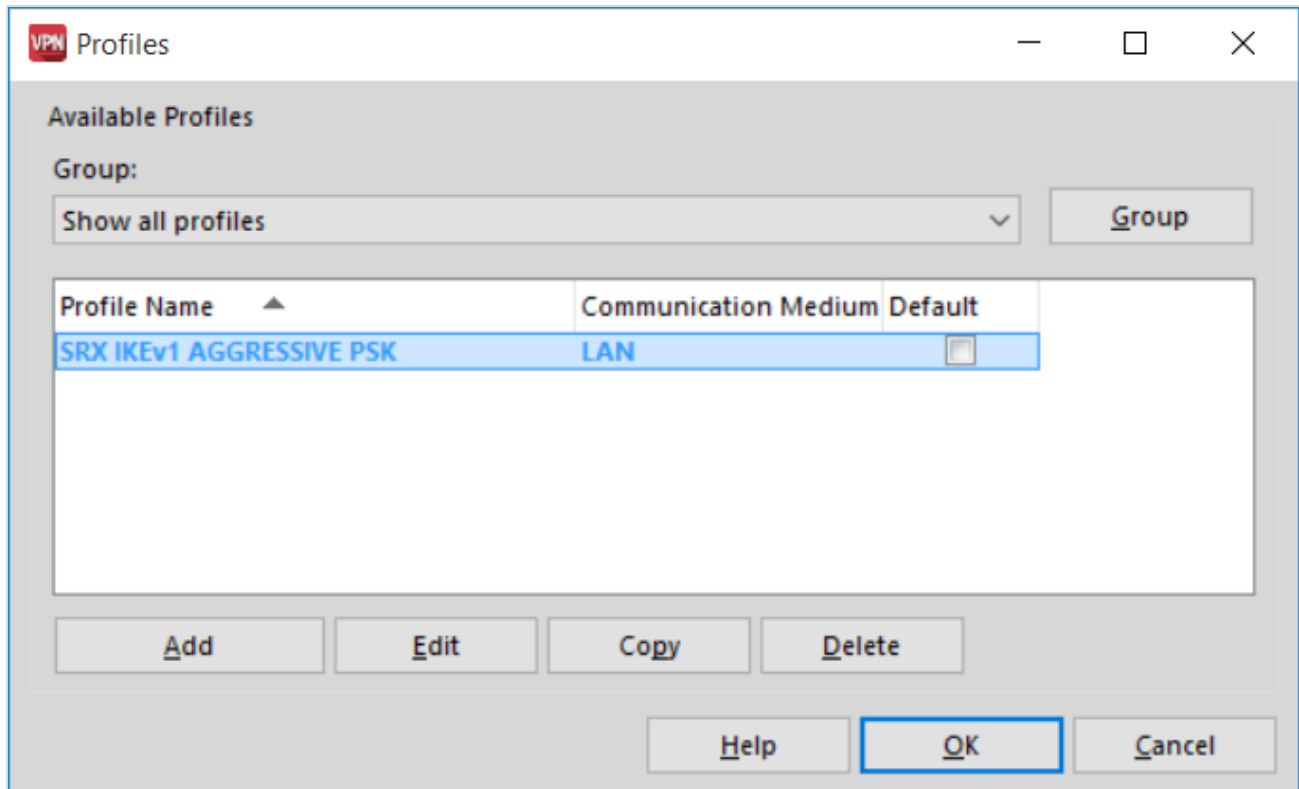 VPN Profiles
Available Profiles
Group:
Show all profiles Group
Profile Name Communication Medium Default
SRX IKEv1 AGGRESSIVE PSK LAN
Add Edit Copy Delete
Help OK Cancel